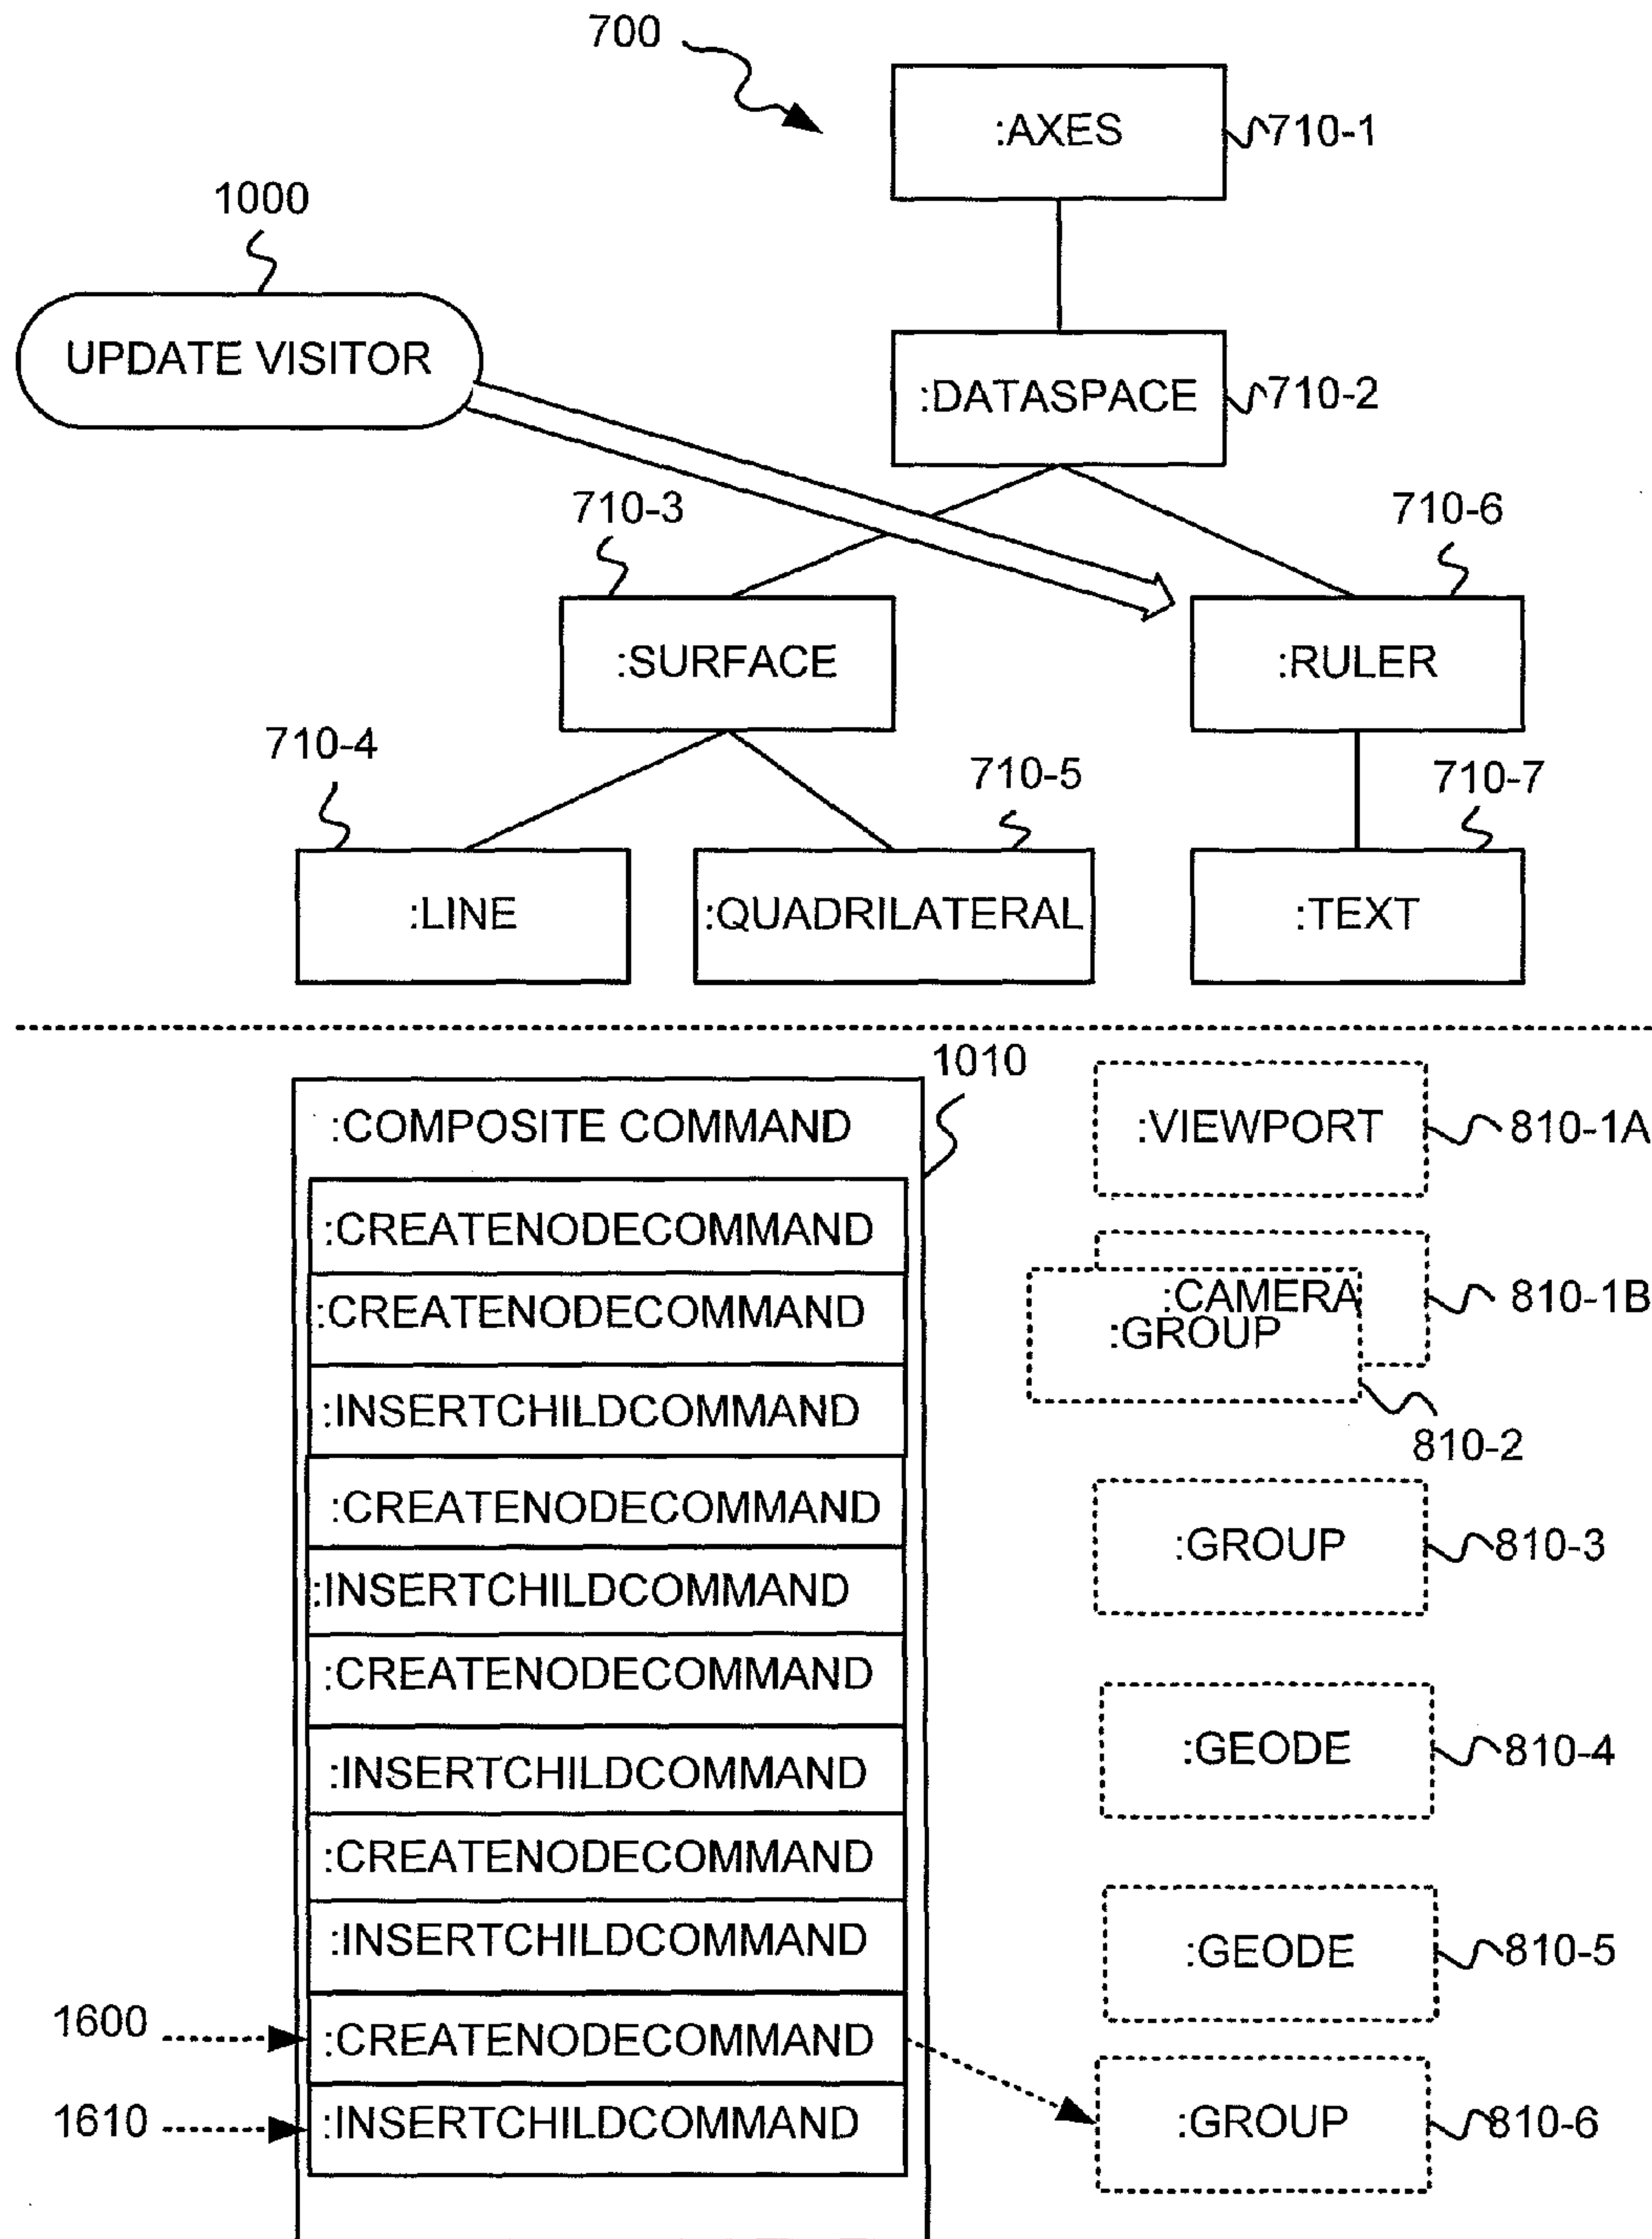 700
:AXES
710-1
1000
UPDATE VISITOR
:DATASPACE
710-2
710-3
710-6
:SURFACE
:RULER
710-4
710-5
710-7
:LINE
:QUADRILATERAL
:TEXT
1010
:COMPOSITE COMMAND
:VIEWPORT
810-1A
:CREATENODECOMMAND
:CREATENODECOMMAND
:CAMERA
810-1B
:GROUP
:INSERTCHILDCOMMAND
810-2
:CREATENODECOMMAND
:GROUP
810-3
:INSERTCHILDCOMMAND
:CREATENODECOMMAND
:INSERTCHILDCOMMAND
:GEODE
810-4
:CREATENODECOMMAND
:INSERTCHILDCOMMAND
:GEODE
810-5
1600
:CREATENODECOMMAND
1610
:INSERTCHILDCOMMAND
:GROUP
810-6